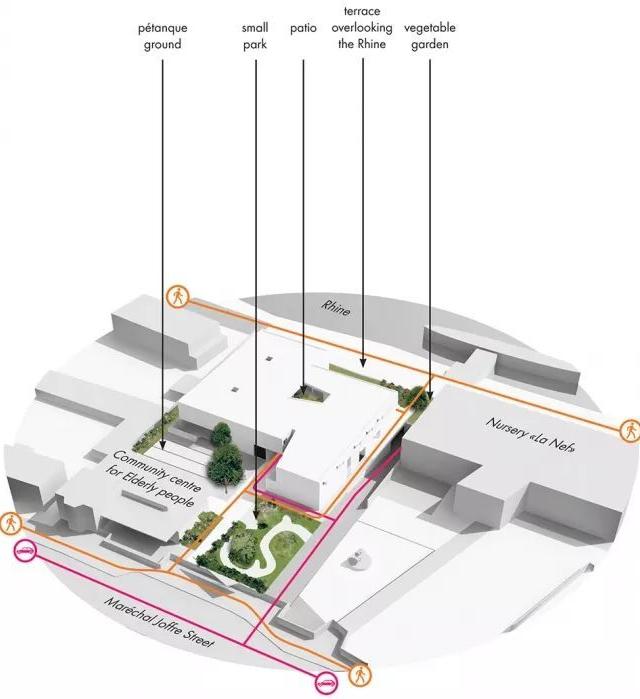 pétanque
ground
small
park
patio
terrace
overlooking
the Rhine
vegetable
garden
Rhine
Nursery «La Nef»
Community centre
for Elderly people
Maréchal Joffre Street